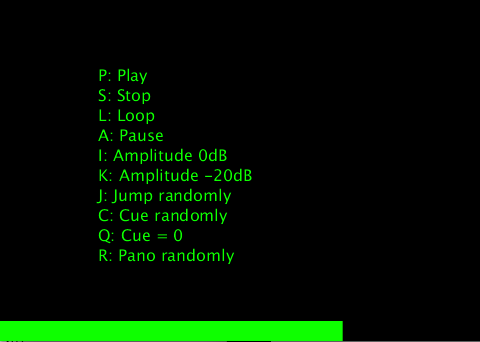 P: Play
S: Stop
L: Loop
A: Pause
I: Amplitude 0dB
K: Amplitude -20dB
J: Jump randomly
C: Cue randomly
Q: Cue = 0
R: Pano randomly